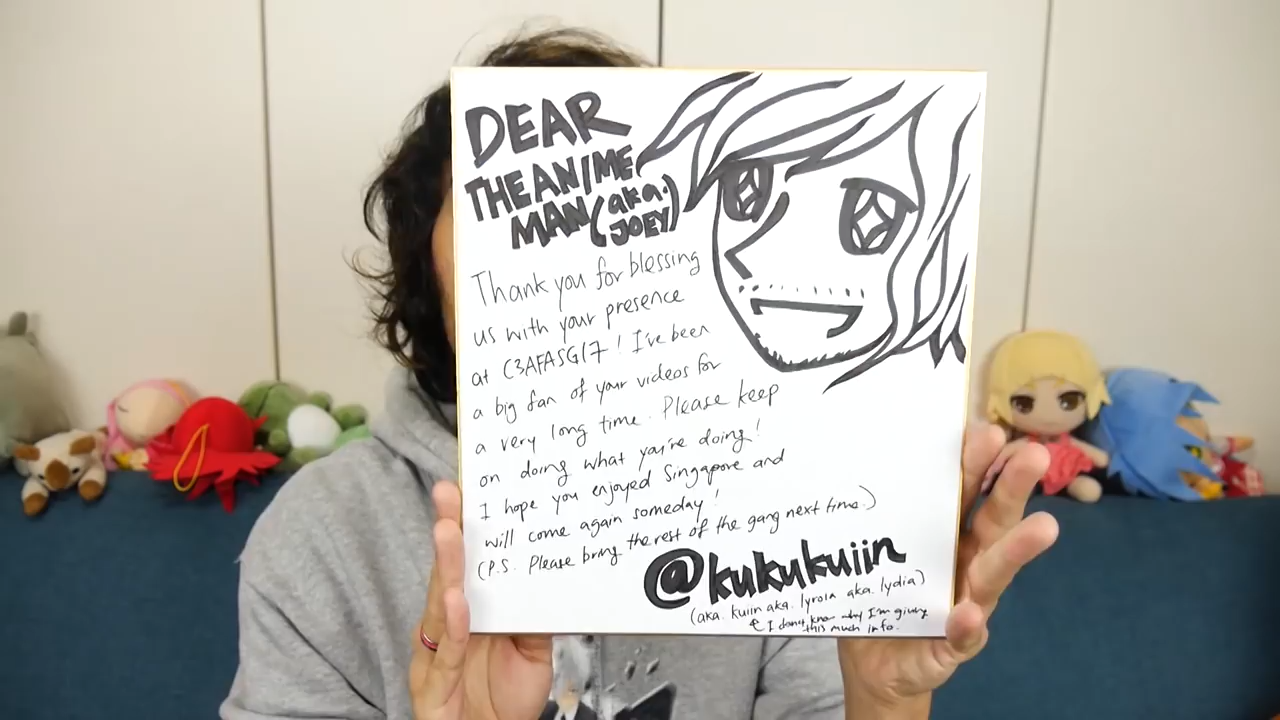 DEAR
THEANIME
MAN (aka.
JOEY)
Thank you for blessing
us with your presence
at C3AFASG17! I've been
a big fan of your videos for
a very long time. Please keep
on doing what you're doing!
I hope you enjoyed Singapore and
will come again someday!
(P.S. Please bring the rest of the gang next time.)
@kukukuiin
(aka. kuiin aka. lyrola aka. lydia)
I don't know why I'm giving
this much info.